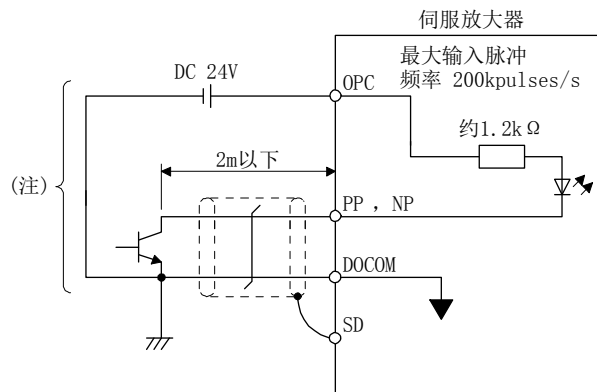 伺服放大器
最大输入脉冲
频率 200kpulses/s
DC 24V
OPC
约1.2kΩ
2m以下
(注)
PP , NP
DOCOM
SD